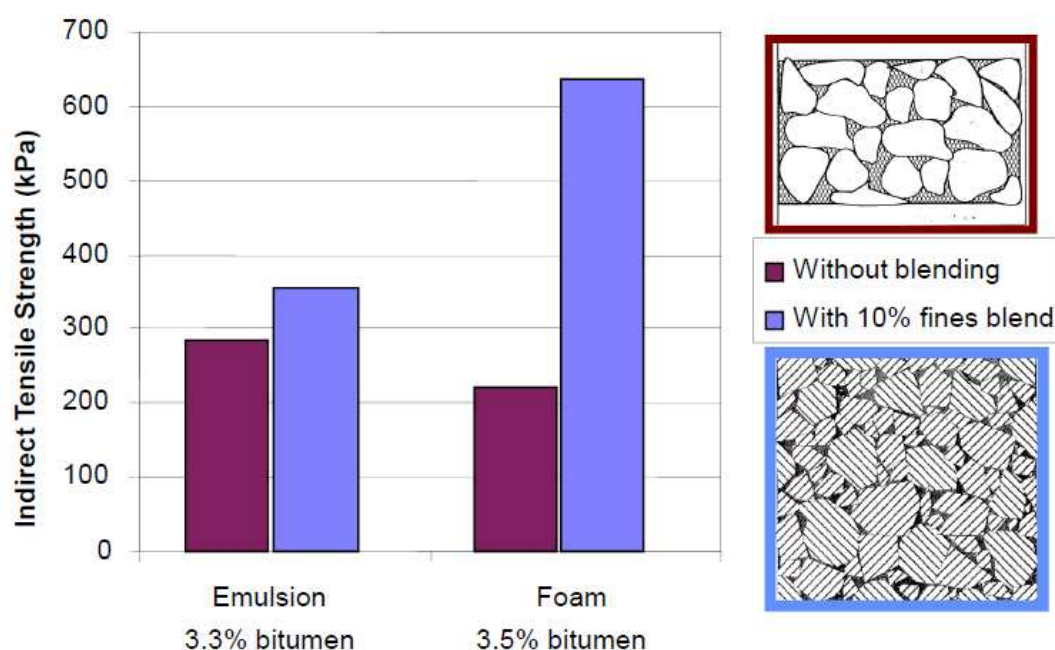 Indirect Tensile Strength (kPa)
700
600
500
400
300
200
100
0
Emulsion
3.3% bitumen
Foam
3.5% bitumen
Without blending
With 10% fines blend